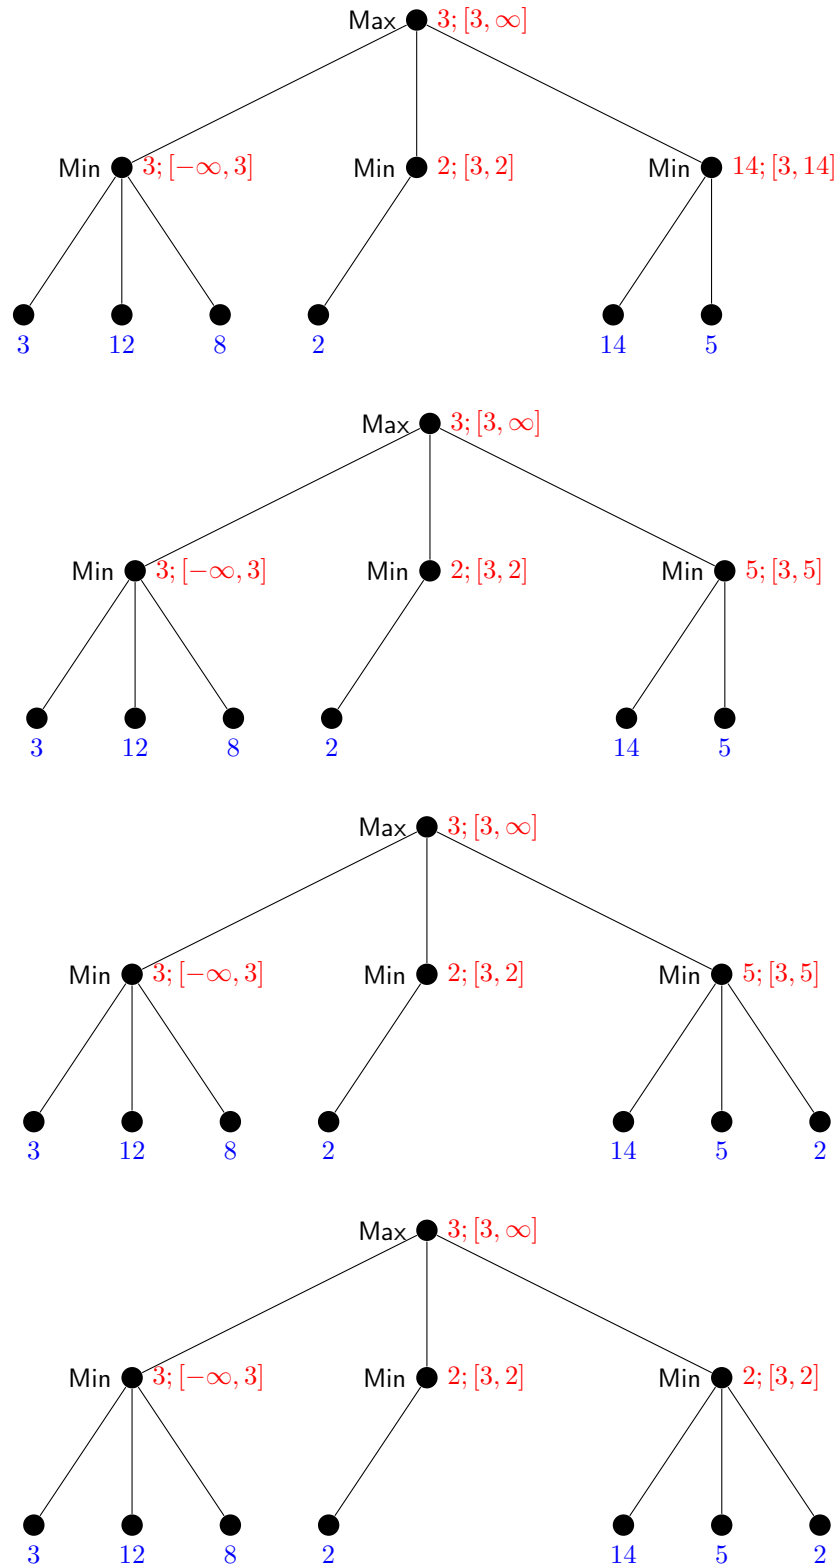 Max 3; [3, ∞]
Min 3; [−∞, 3] Min 2; [3, 2] Min 14; [3, 14]
3 12 8 2 14 5
Max 3; [3, ∞]
Min 3; [−∞, 3] Min 2; [3, 2] Min 5; [3, 5]
3 12 8 2 14 5
Max 3; [3, ∞]
Min 3; [−∞, 3] Min 2; [3, 2] Min 5; [3, 5]
3 12 8 2 14 5 2
Max 3; [3, ∞]
Min 3; [−∞, 3] Min 2; [3, 2] Min 2; [3, 2]
3 12 8 2 14 5 2